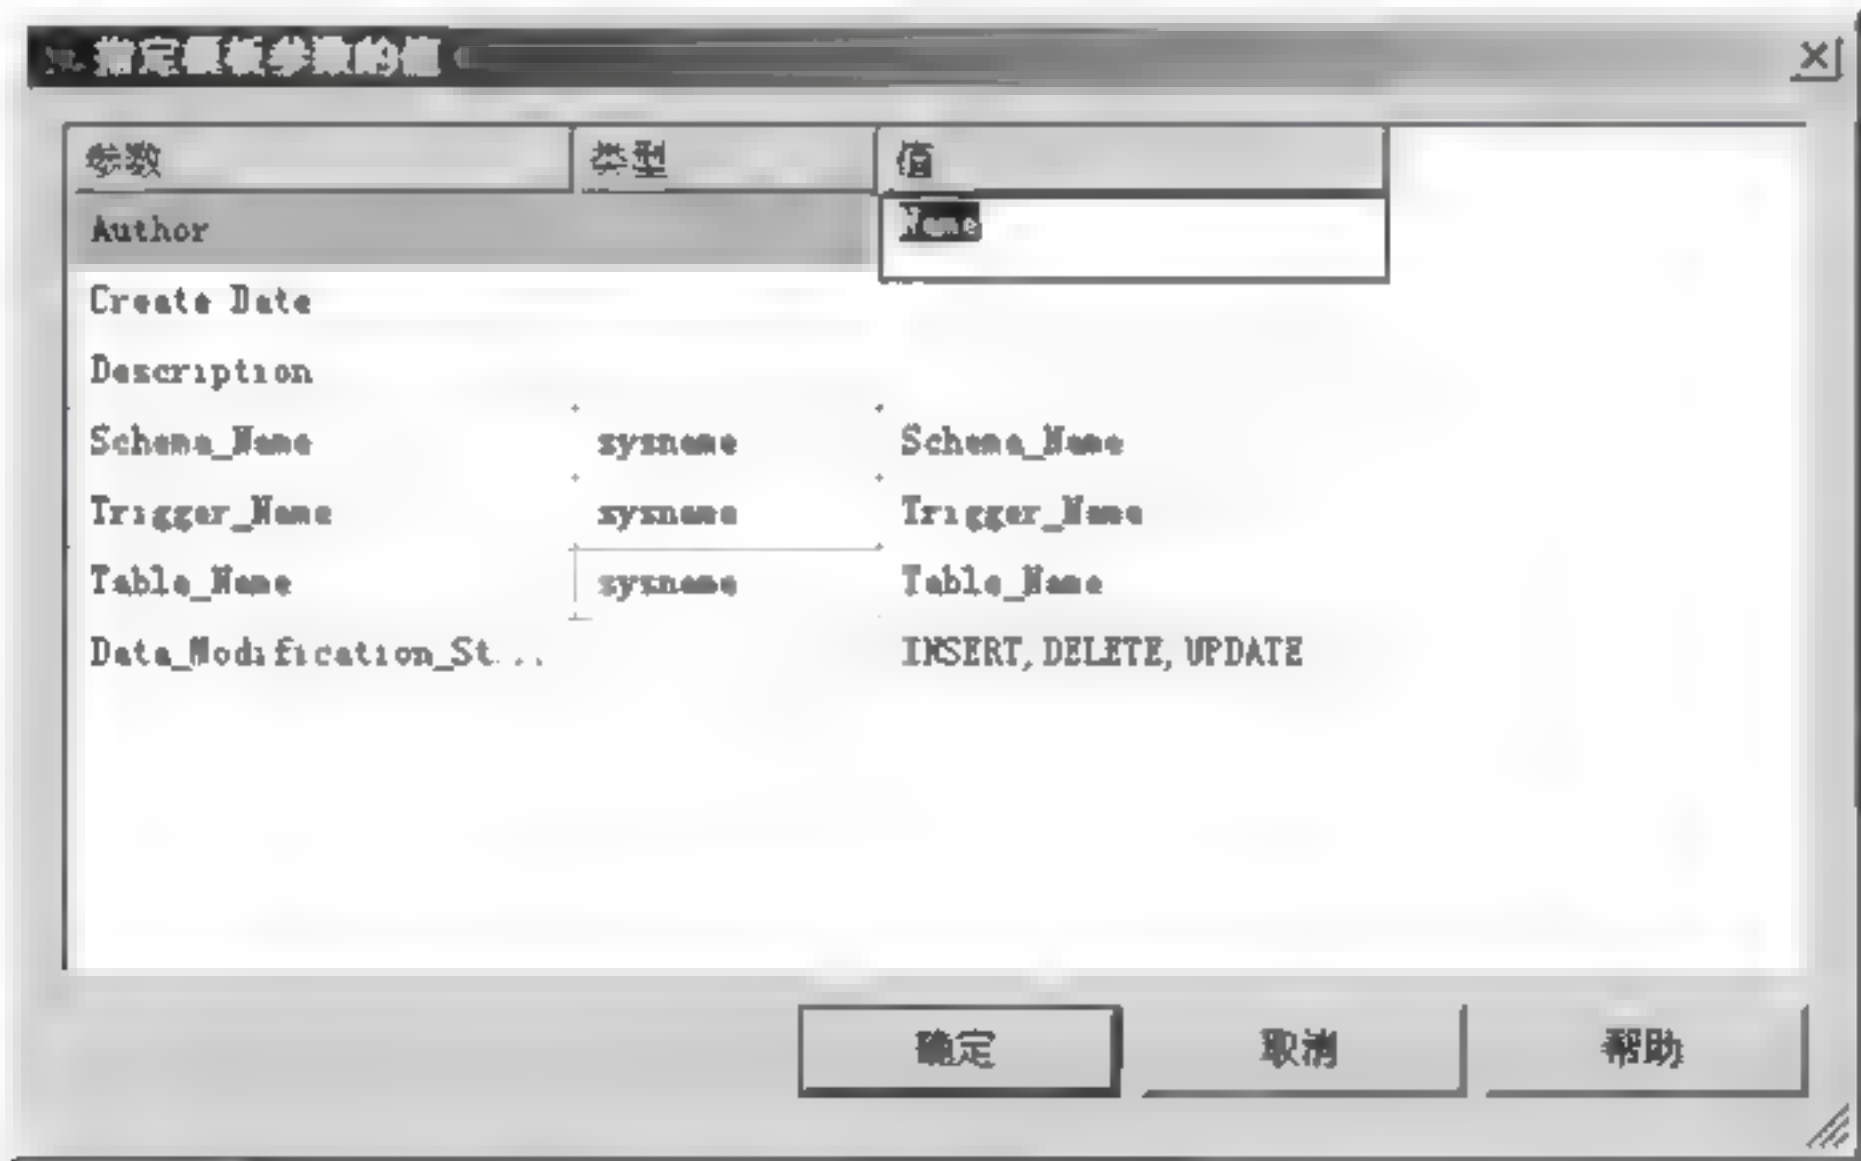 指定模板参数的值
参数 类型 值
Author Name
Create Date
Description
Schema_Name sysname Schema_Name
Trigger_Name sysname Trigger_Name
Table_Name sysname Table_Name
Data_Modification_St... INSERT, DELETE, UPDATE
确定 取消 帮助